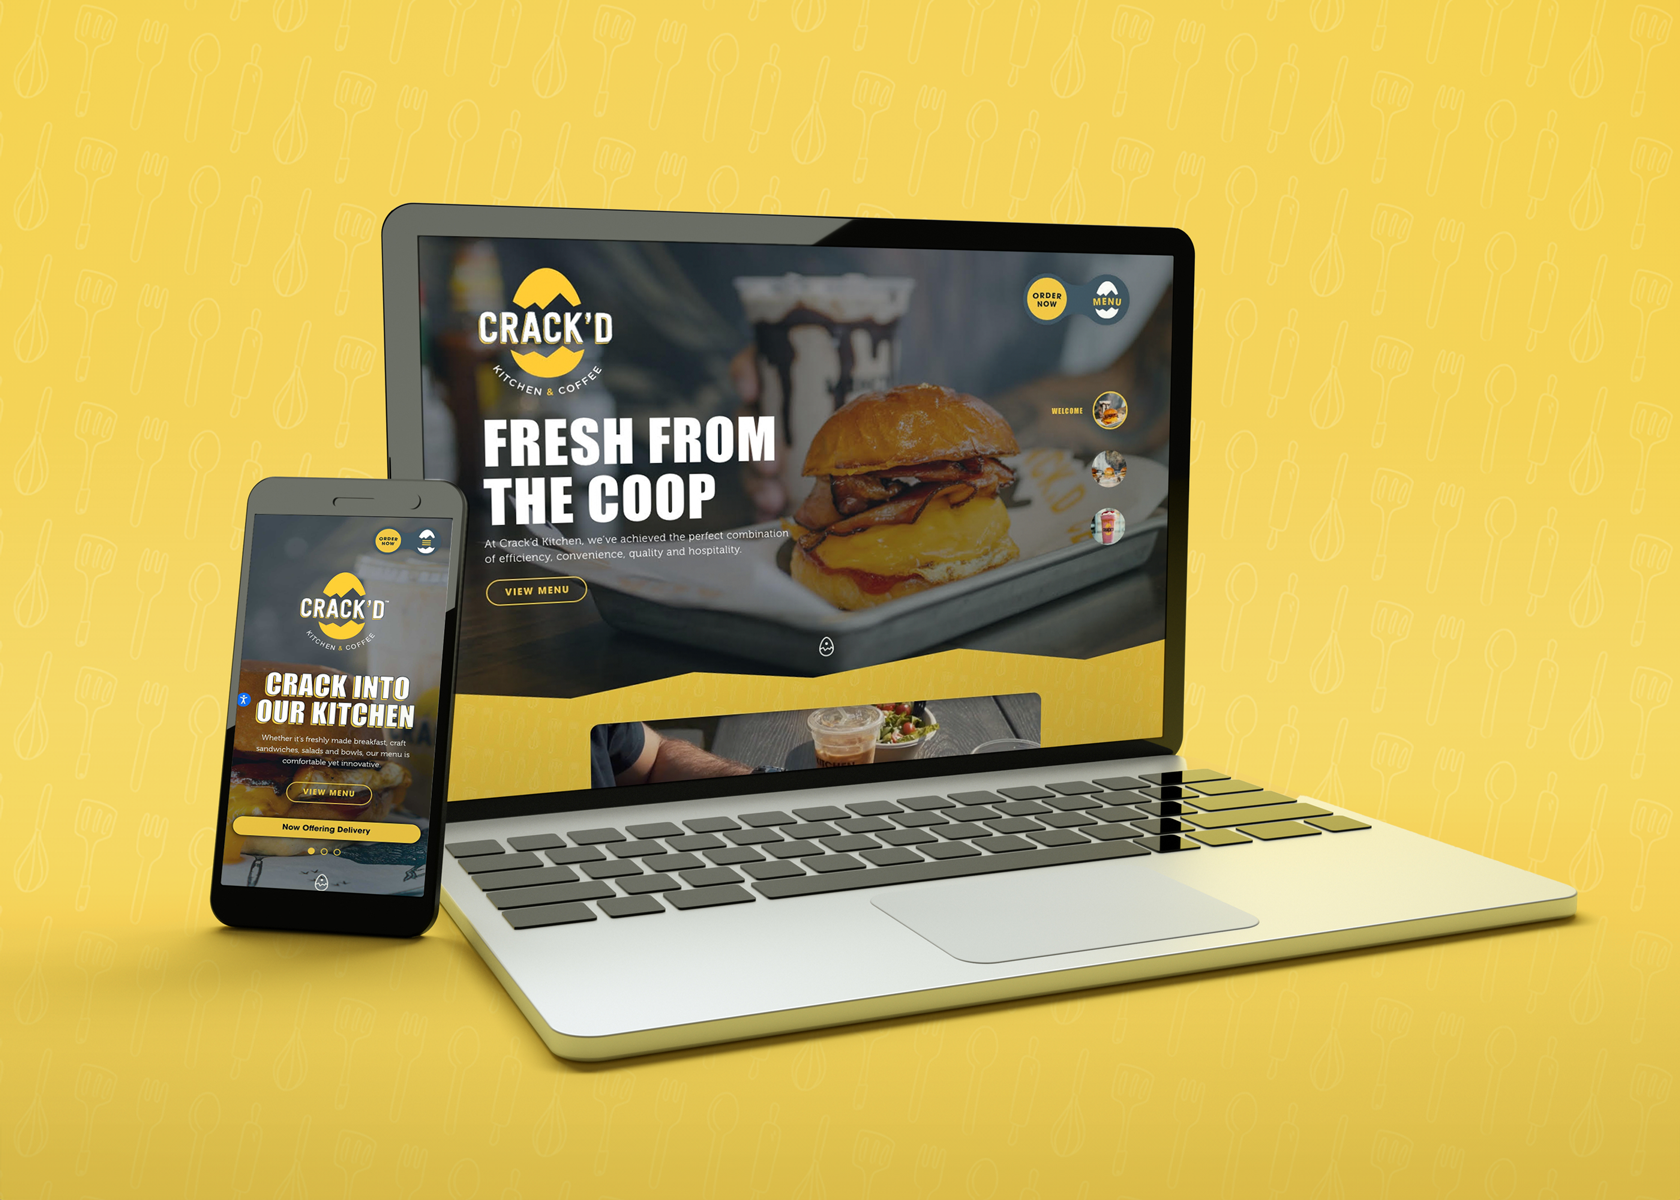 CRACK'D
KITCHEN & COFFEE
ORDER
NOW
MENU
WELCOME
FRESH FROM
THE COOP
At Crack'd Kitchen, we've achieved the perfect combination
of efficiency, convenience, quality and hospitality.
VIEW MENU
ORDER
NOW
CRACK'D
KITCHEN & COFFEE
CRACK INTO
OUR KITCHEN
Whether it's freshly made breakfast, craft
sandwiches, salads and bowls, our menu is
comfortable yet innovative
VIEW MENU
Now Offering Delivery